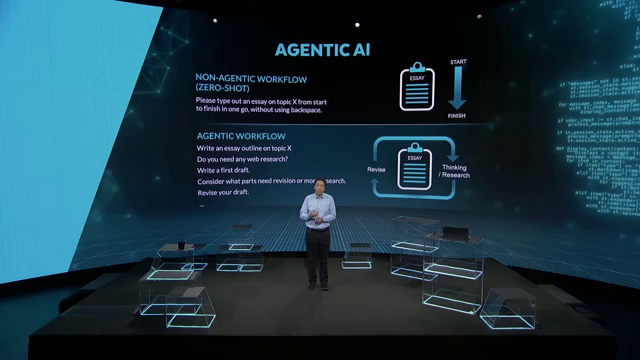 AGENTIC AI
NON-AGENTIC WORKFLOW
(ZERO-SHOT)
Please type out an essay on topic X from start
to finish in one go, without using backspace.
ESSAY
START
FINISH
AGENTIC WORKFLOW
Write an essay outline on topic X
Do you need any web research?
Write a first draft.
Consider what parts need revision or more research.
Revise your draft.
...
Revise
ESSAY
Thinking
/ Research